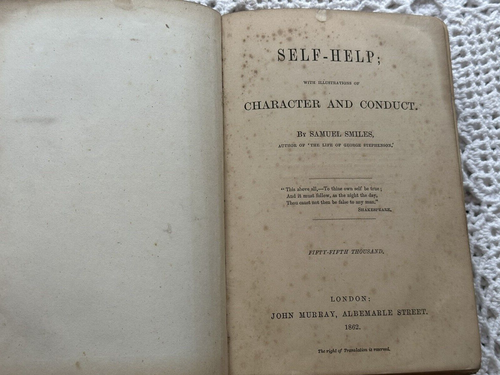 SELF-HELP;
WITH ILLUSTRATIONS OF
CHARACTER AND CONDUCT.
BY SAMUEL SMILES,
AUTHOR OF 'THE LIFE OF GEORGE STEPHENSON.'
"This above all,—To thine own self be true;
And it must follow, as the night the day,
Thou canst not then be false to any man."
SHAKESPEARE.
FIFTY-FIFTH THOUSAND.
LONDON:
JOHN MURRAY, ALBEMARLE STREET.
1862.
The right of Translation is reserved.